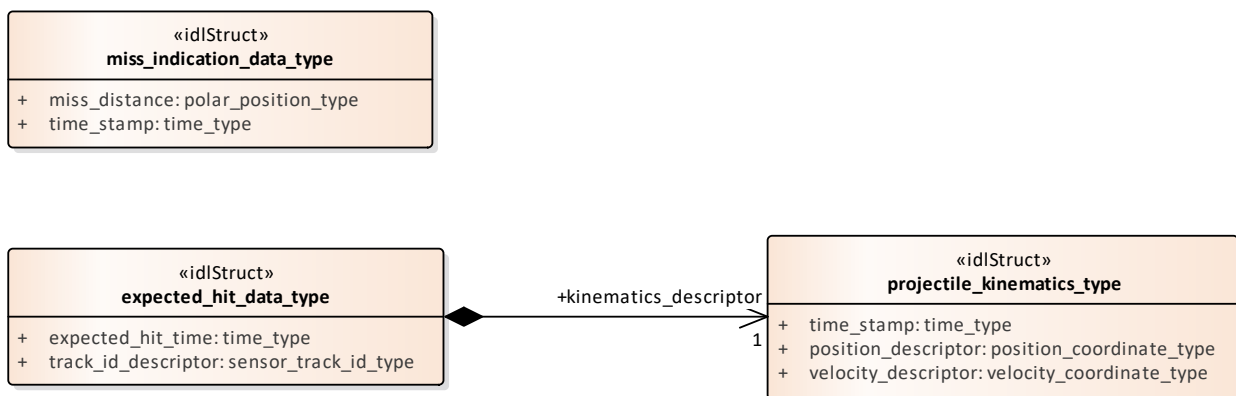 «idlStruct»
miss_indication_data_type
+ miss_distance: polar_position_type
+ time_stamp: time_type
«idlStruct»
expected_hit_data_type
+ expected_hit_time: time_type
+ track_id_descriptor: sensor_track_id_type
+kinematics_descriptor
1
«idlStruct»
projectile_kinematics_type
+ time_stamp: time_type
+ position_descriptor: position_coordinate_type
+ velocity_descriptor: velocity_coordinate_type